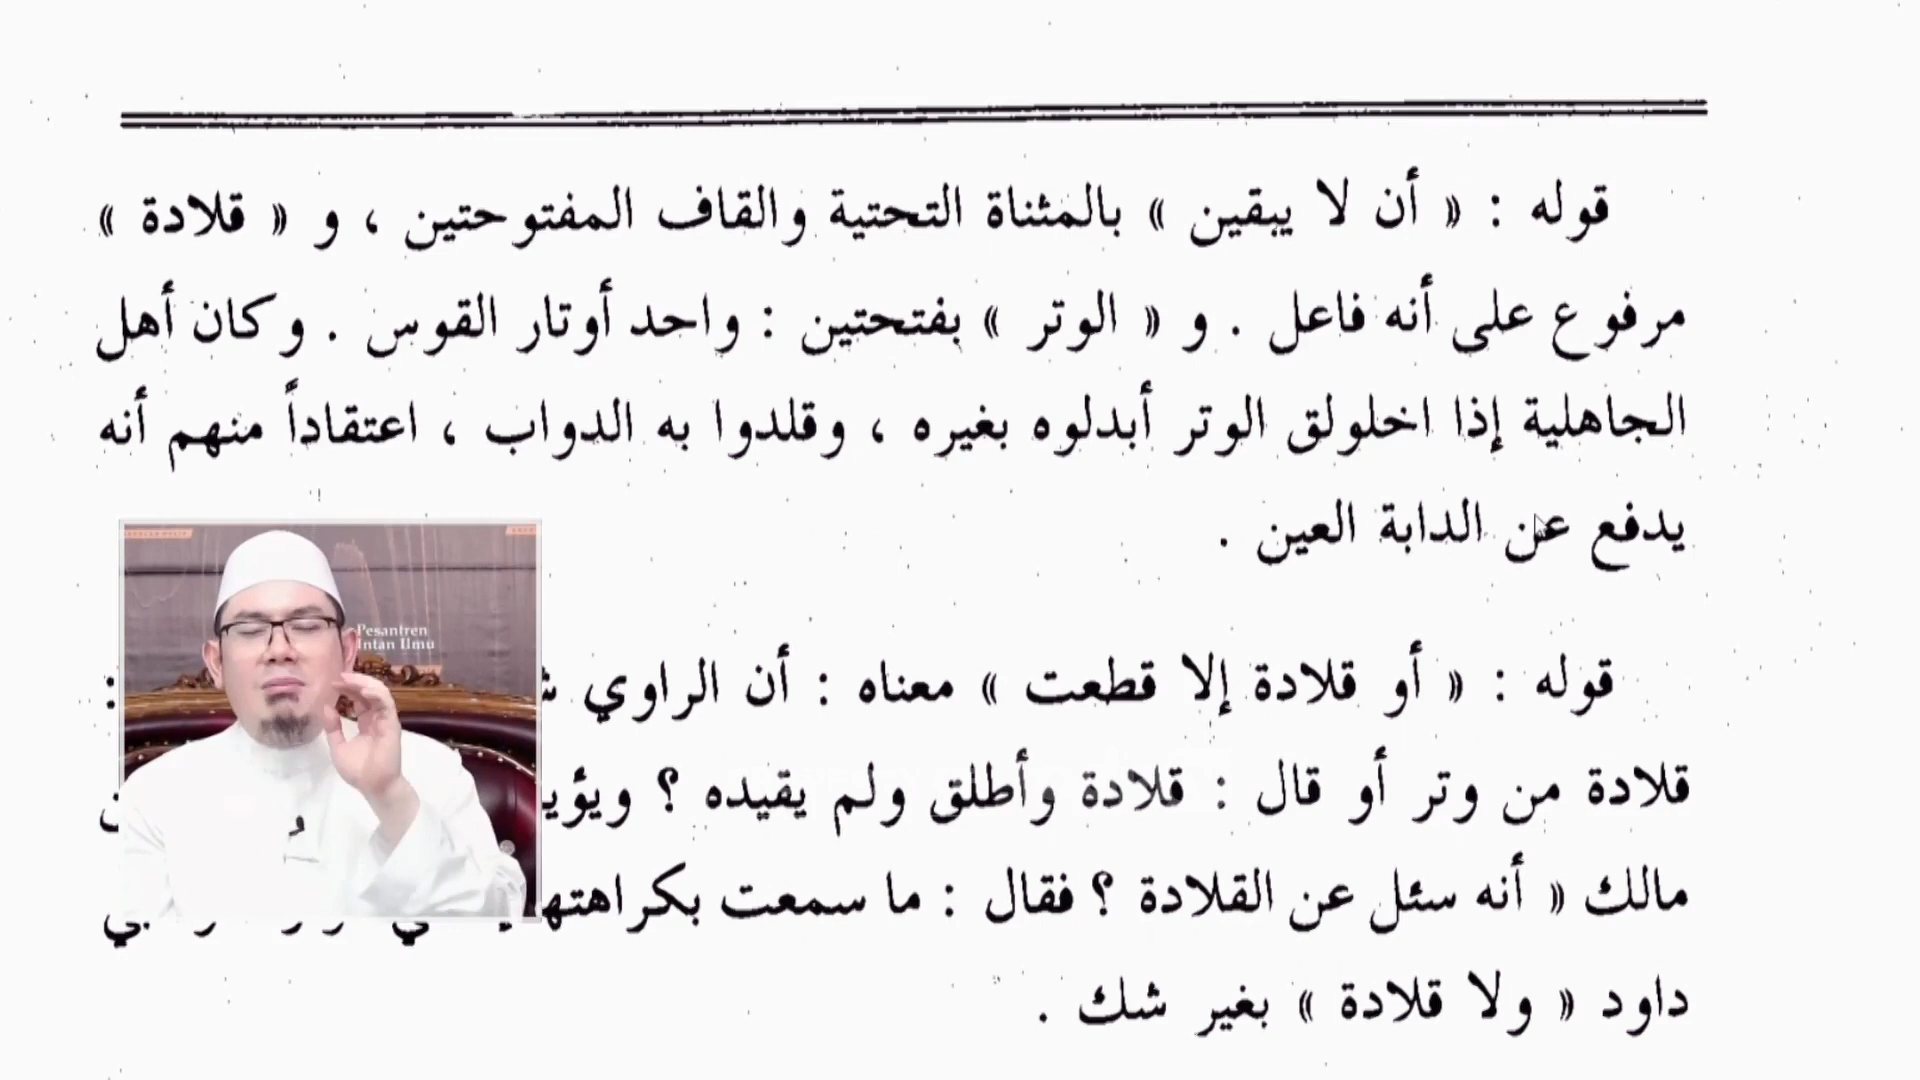 قوله : « أن لا يبقين » بالمثناة التحتية والقاف المفتوحتين ، و « قلادة »
مرفوع على أنه فاعل . و « الوتر » بفتحتين : واحد أوتار القوس . وكان أهل
الجاهلية إذا اخلولق الوتر أبدلوه بغيره ، وقلدوا به الدواب ، اعتقاداً منهم أنه
يدفع عن الدابة العين .
Pesantren
Intan Ilmu
قوله : « أو قلادة إلا قطعت » معناه : أن الراوي :
قلادة من وتر أو قال : قلادة وأطلق ولم يقيده ؟
مالك « أنه سئل عن القلادة ؟ فقال : ما سمعت بكراهتها
داود « ولا قلادة » بغير شك .